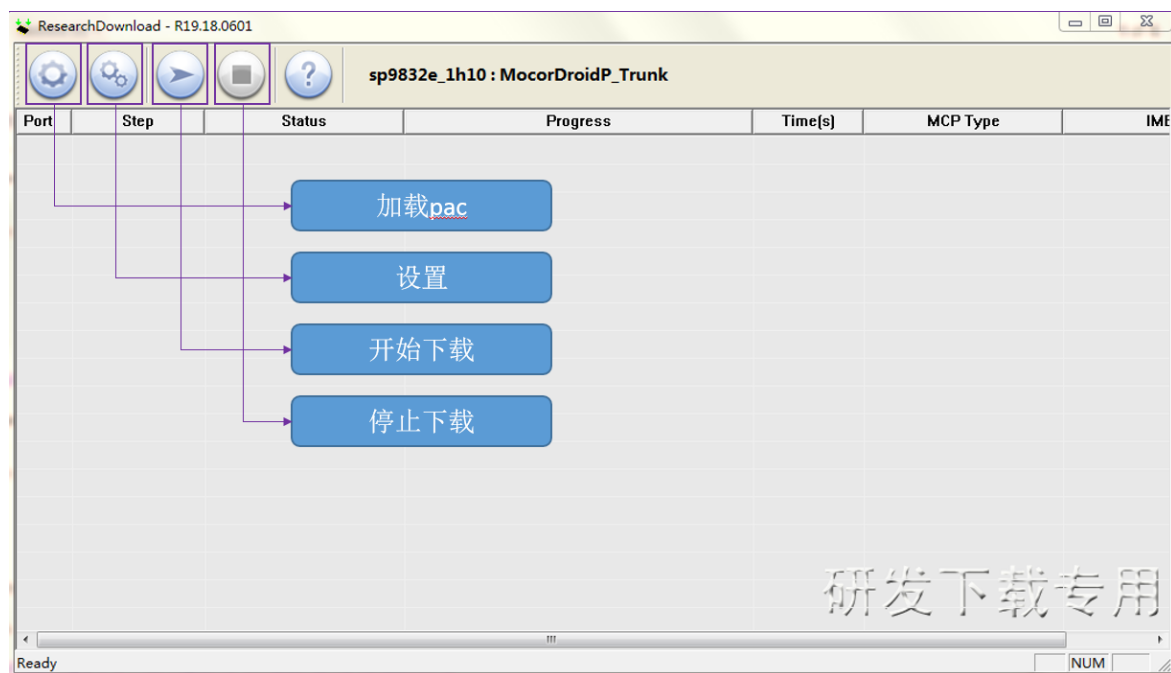 ResearchDownload - R19.18.0601
sp9832e_1h10 : MocorDroidP_Trunk
Port Step Status Progress Time(s) MCP Type IME
加载pac
设置
开始下载
停止下载
研发下载专用
Ready NUM